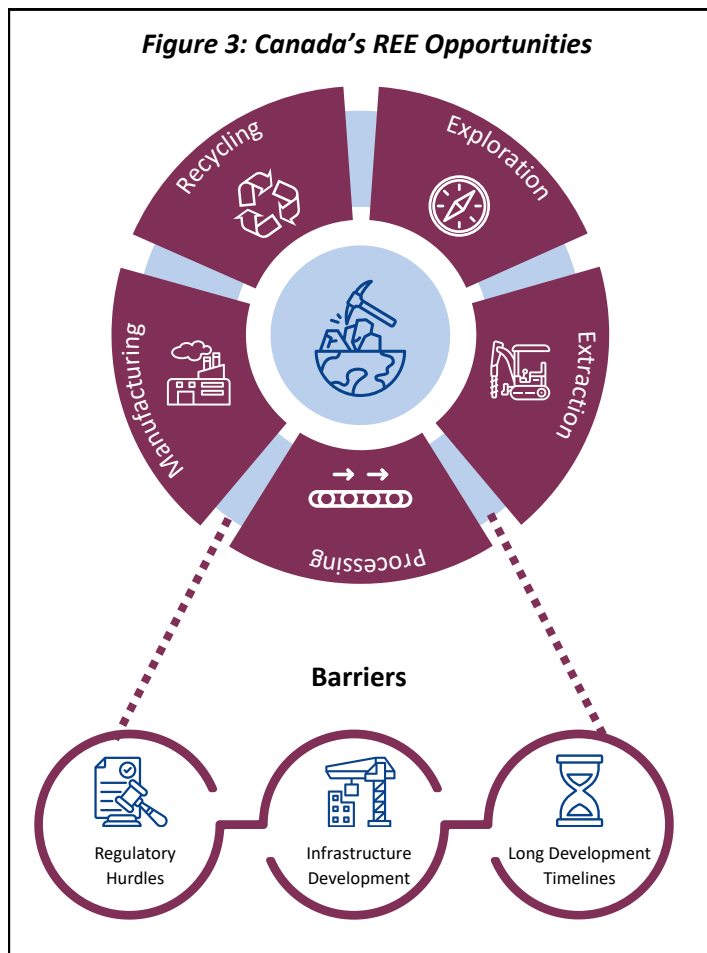 Figure 3: Canada’s REE Opportunities
Recycling
Exploration
Manufacturing
Extraction
Processing
Barriers
Regulatory
Hurdles
Infrastructure
Development
Long Development
Timelines